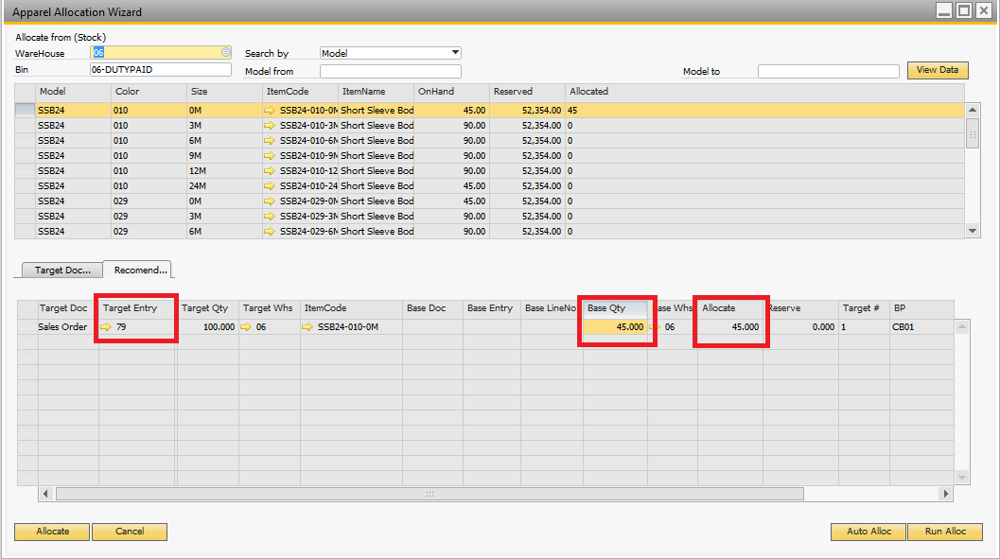 Apparel Allocation Wizard
Allocate from (Stock)
WareHouse 06 Search by Model
Bin 06-DUTYPAID Model from Model to View Data
Model Color Size ItemCode ItemName OnHand Reserved Allocated
SSB24 010 0M SSB24-010-0M Short Sleeve Bod 45.00 52,354.00 45
SSB24 010 3M SSB24-010-3M Short Sleeve Bod 90.00 52,354.00 0
SSB24 010 6M SSB24-010-6M Short Sleeve Bod 90.00 52,354.00 0
SSB24 010 9M SSB24-010-9M Short Sleeve Bod 90.00 52,354.00 0
SSB24 010 12M SSB24-010-12 Short Sleeve Bod 90.00 52,354.00 0
SSB24 010 24M SSB24-010-24 Short Sleeve Bod 45.00 52,354.00 0
SSB24 029 0M SSB24-029-0M Short Sleeve Bod 45.00 52,354.00 0
SSB24 029 3M SSB24-029-3M Short Sleeve Bod 90.00 52,354.00 0
SSB24 029 6M SSB24-029-6M Short Sleeve Bod 90.00 52,354.00 0
Target Doc... Recomend...
Target Doc Target Entry Target Qty Target Whs ItemCode Base Doc Base Entry Base LineNo Base Qty Base Whs Allocate Reserve Target # BP
Sales Order 79 100.000 06 SSB24-010-0M 45.000 06 45.000 0.000 1 CB01
Allocate Cancel Auto Alloc Run Alloc